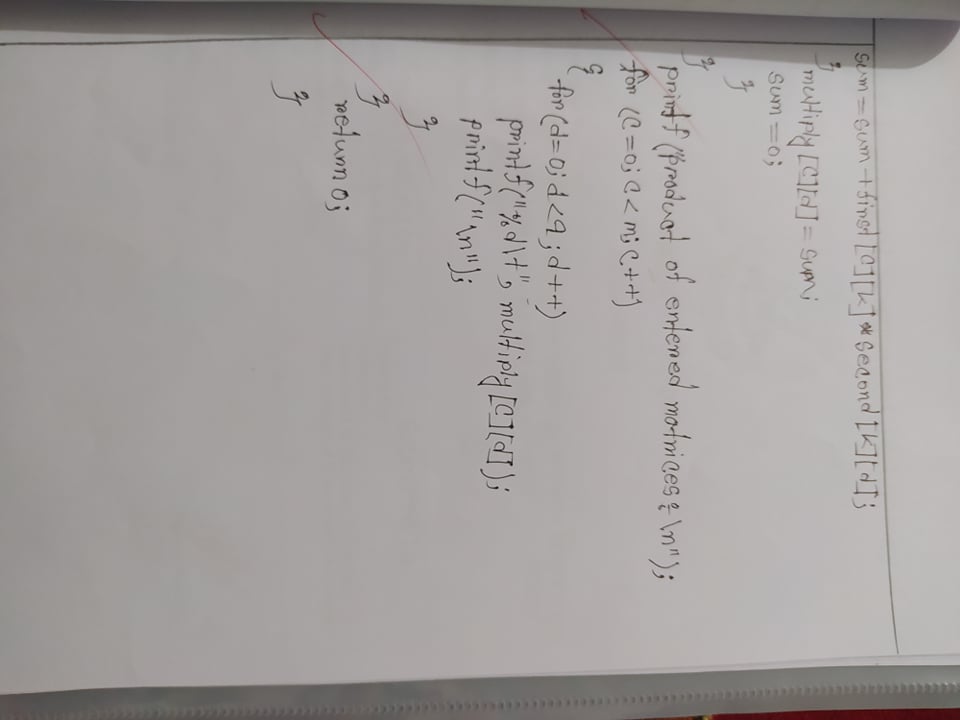 sum = sum + first [c][k] * second [k][d];
}
multiply [c][d] = sum;
sum = 0;
}
}
printf ("product of entered matrices: \n");
for (c = 0; c < m; c++)
{
for (d = 0; d < q; d++)
printf ("%d\t", multiply [c][d]);
printf ("\n");
}
}
return 0;
}